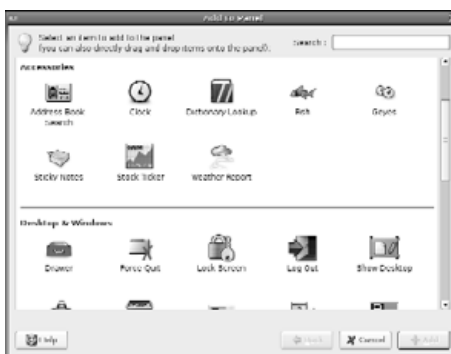 Add to Panel
Select an item to add to the panel
(you can also directly drag and drop items onto the panel).
Search :
Accessories
Address Book Search
Clock
Dictionary Lookup
Fish
Geyes
Sticky Notes
Stock Ticker
Weather Report
Desktop & Windows
Drawer
Force Quit
Lock Screen
Log Out
Show Desktop
Help
Back
Cancel
Add